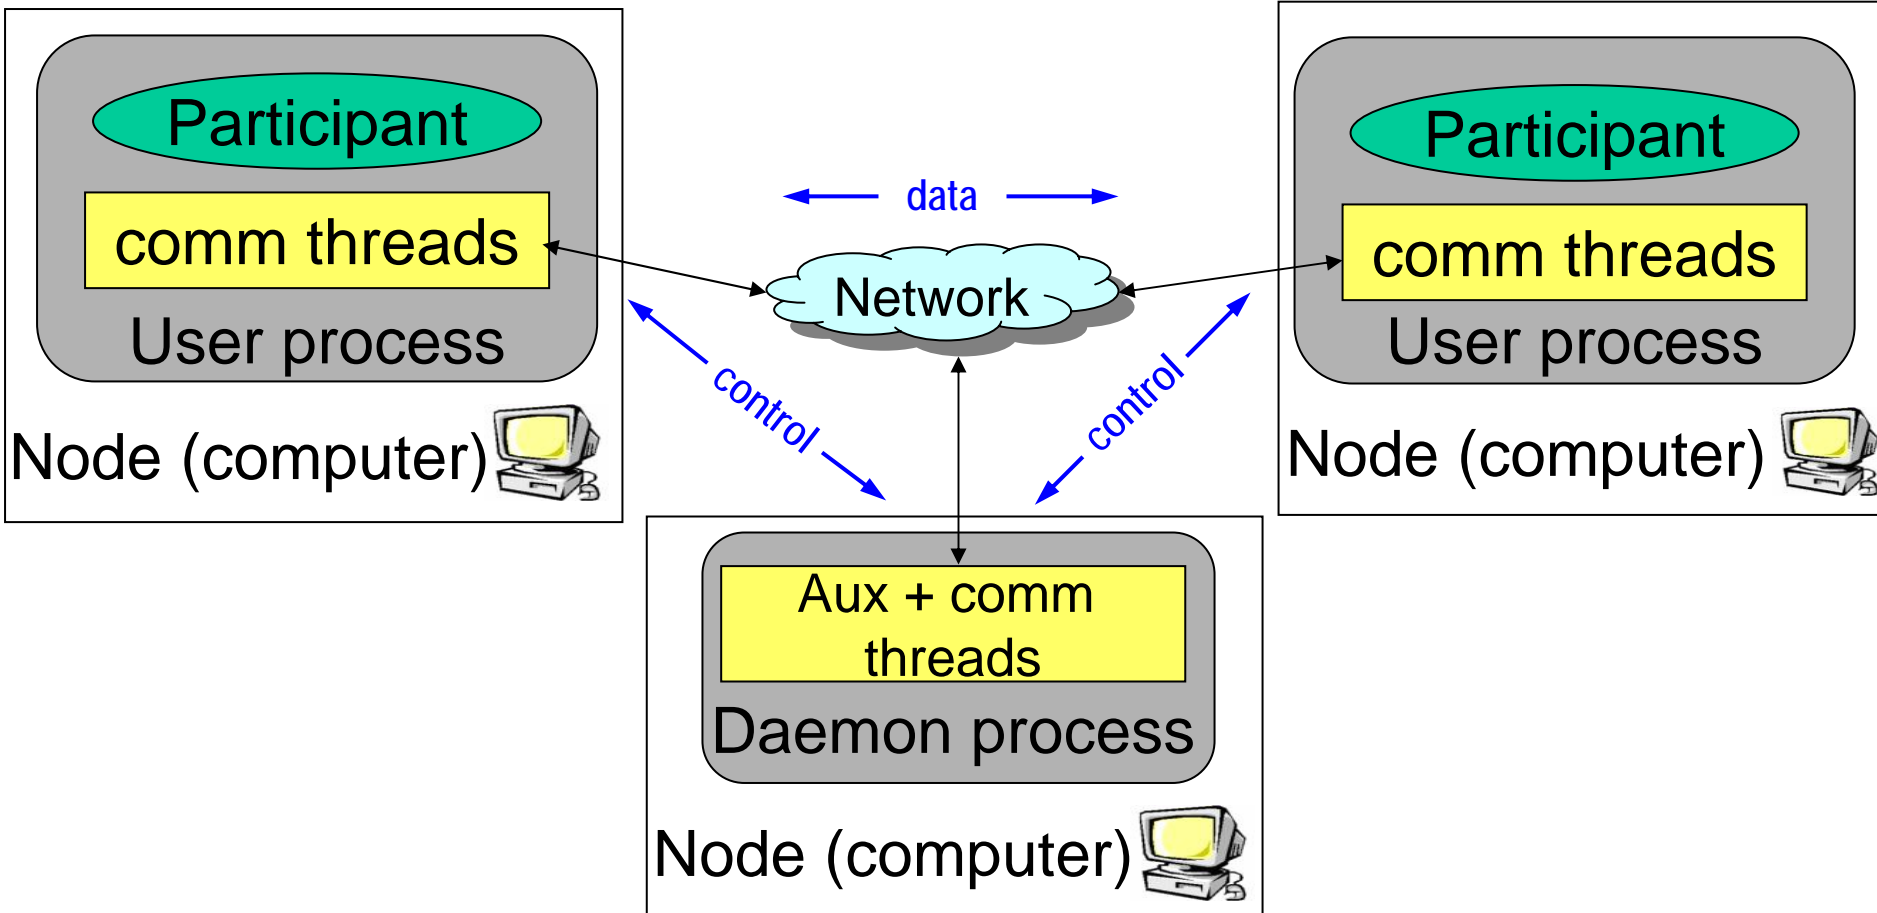 Participant
comm threads
User process
Node (computer)
data
Network
control
control
Participant
comm threads
User process
Node (computer)
Aux + comm
threads
Daemon process
Node (computer)